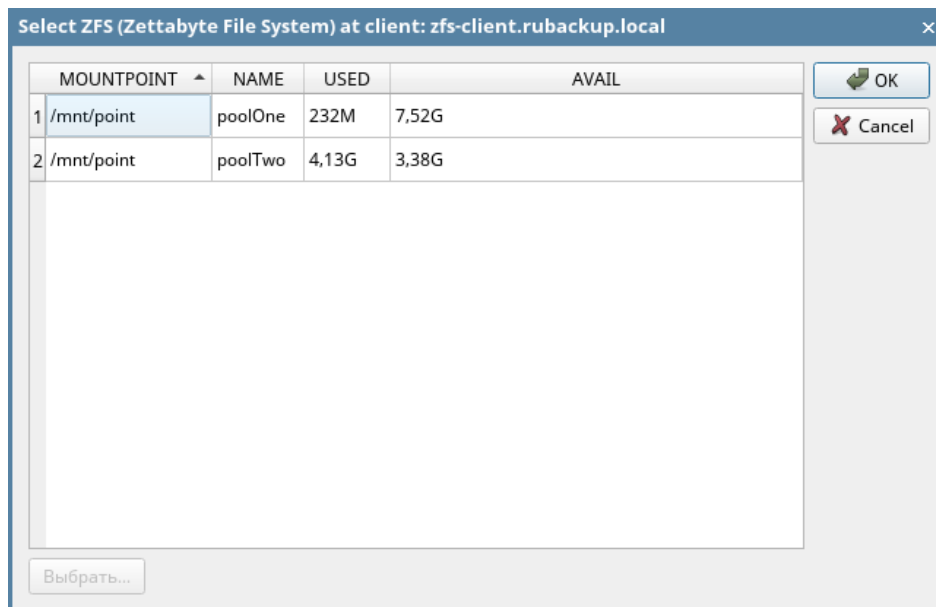 Select ZFS (Zettabyte File System) at client: zfs-client.rubackup.local
MOUNTPOINT NAME USED AVAIL
1 /mnt/point poolOne 232M 7,52G
2 /mnt/point poolTwo 4,13G 3,38G
OK
Cancel
Выбрать...